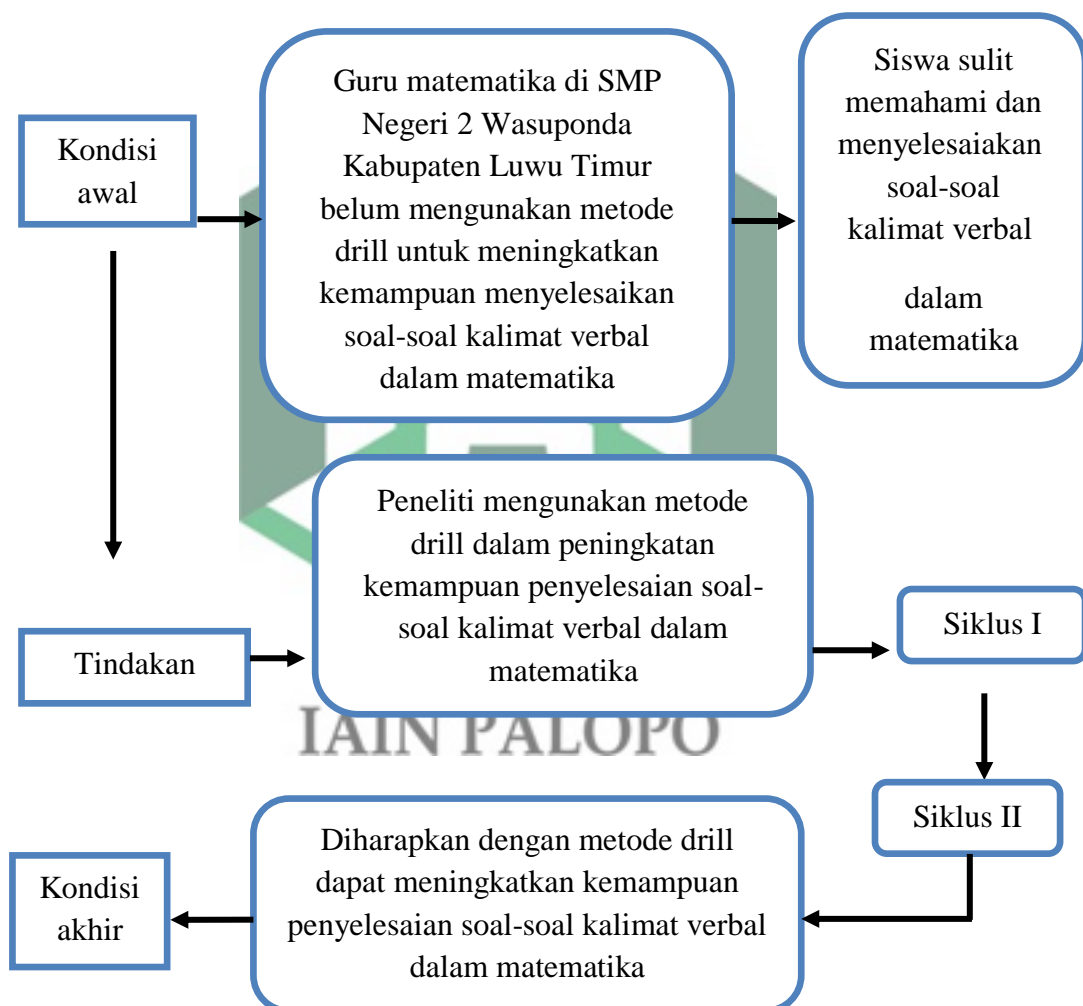 Kondisi
awal
Guru matematika di SMP
Negeri 2 Wasuponda
Kabupaten Luwu Timur
belum mengunakan metode
drill untuk meningkatkan
kemampuan menyelesaikan
soal-soal kalimat verbal
dalam matematika
Siswa sulit
memahami dan
menyelesaiakan
soal-soal
kalimat verbal
dalam
matematika
Tindakan
Peneliti mengunakan metode
drill dalam peningkatan
kemampuan penyelesaian soal-
soal kalimat verbal dalam
matematika
Siklus I
IAIN PALOPO
Siklus II
Diharapkan dengan metode drill
dapat meningkatkan kemampuan
penyelesaian soal-soal kalimat verbal
dalam matematika
Kondisi
akhir